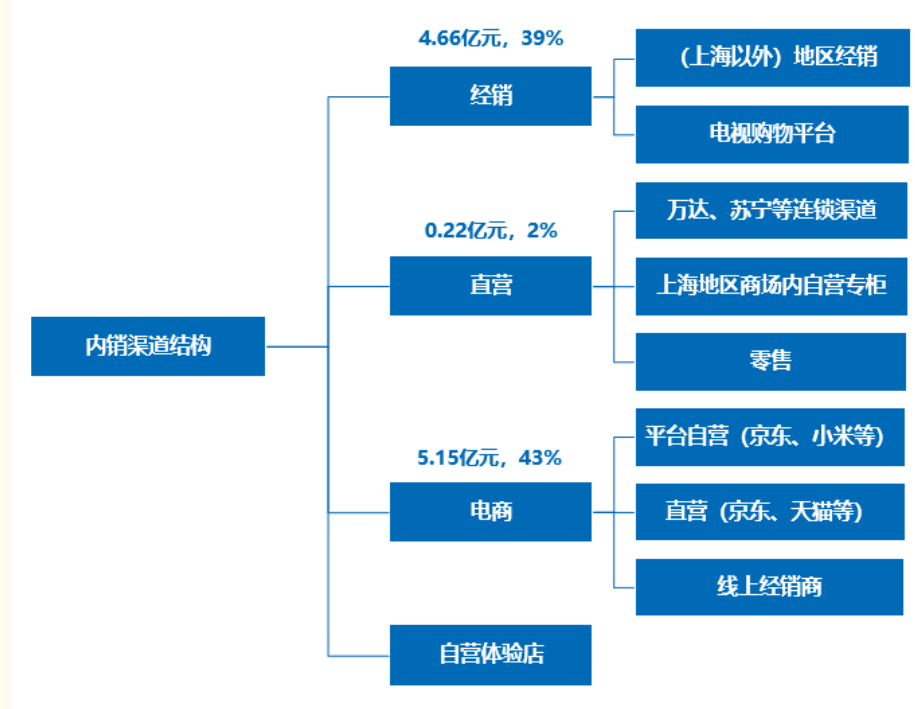 4.66亿元，39%
经销
（上海以外）地区经销
电视购物平台
0.22亿元，2%
直营
万达、苏宁等连锁渠道
上海地区商场内自营专柜
零售
内销渠道结构
5.15亿元，43%
电商
平台自营（京东、小米等）
直营（京东、天猫等）
线上经销商
自营体验店